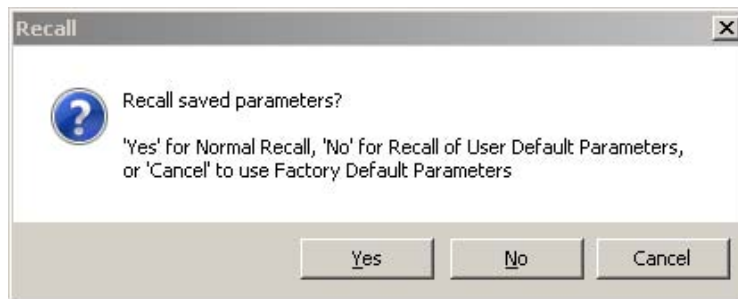 Recall
Recall saved parameters?
'Yes' for Normal Recall, 'No' for Recall of User Default Parameters,
or 'Cancel' to use Factory Default Parameters
Yes
No
Cancel